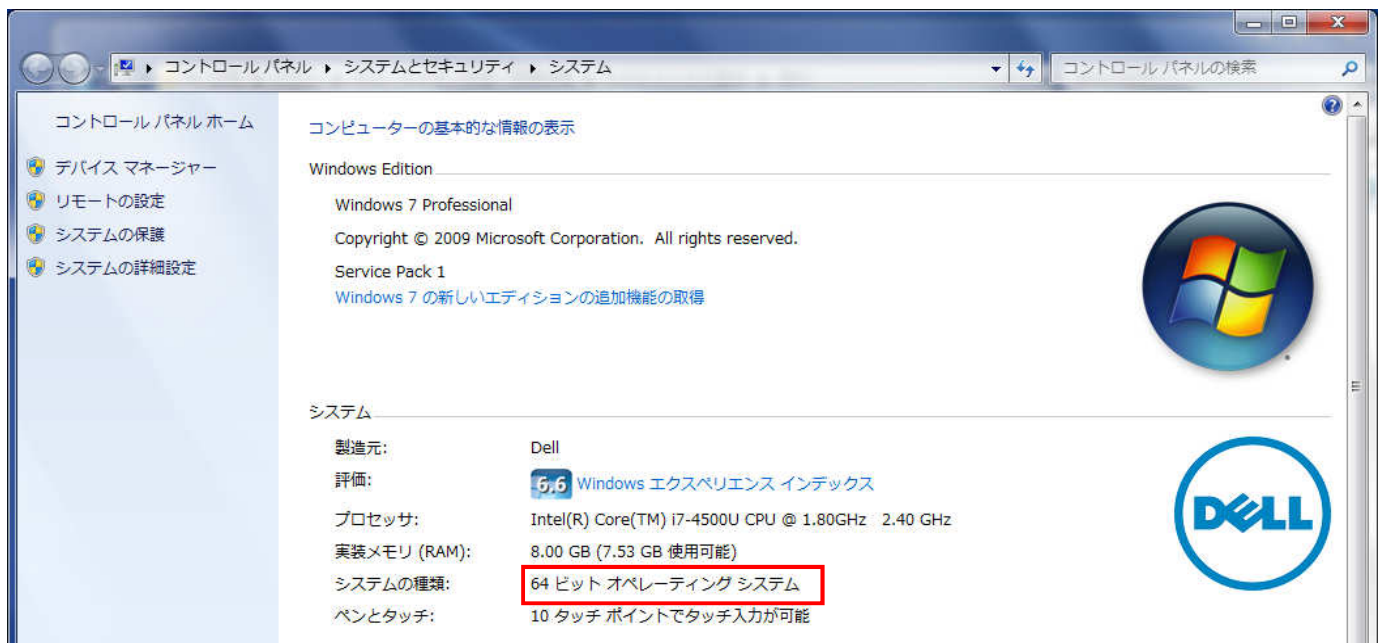 コントロール パネル ▸ システムとセキュリティ ▸ システム
コントロール パネルの検索
コントロール パネル ホーム
デバイス マネージャー
リモートの設定
システムの保護
システムの詳細設定
コンピューターの基本的な情報の表示
Windows Edition
Windows 7 Professional
Copyright © 2009 Microsoft Corporation. All rights reserved.
Service Pack 1
Windows 7 の新しいエディションの追加機能の取得
システム
製造元: Dell
評価: 6.6 Windows エクスペリエンス インデックス
プロセッサ: Intel(R) Core(TM) i7-4500U CPU @ 1.80GHz 2.40 GHz
実装メモリ (RAM): 8.00 GB (7.53 GB 使用可能)
システムの種類: 64 ビット オペレーティング システム
ペンとタッチ: 10 タッチ ポイントでタッチ入力が可能
DELL